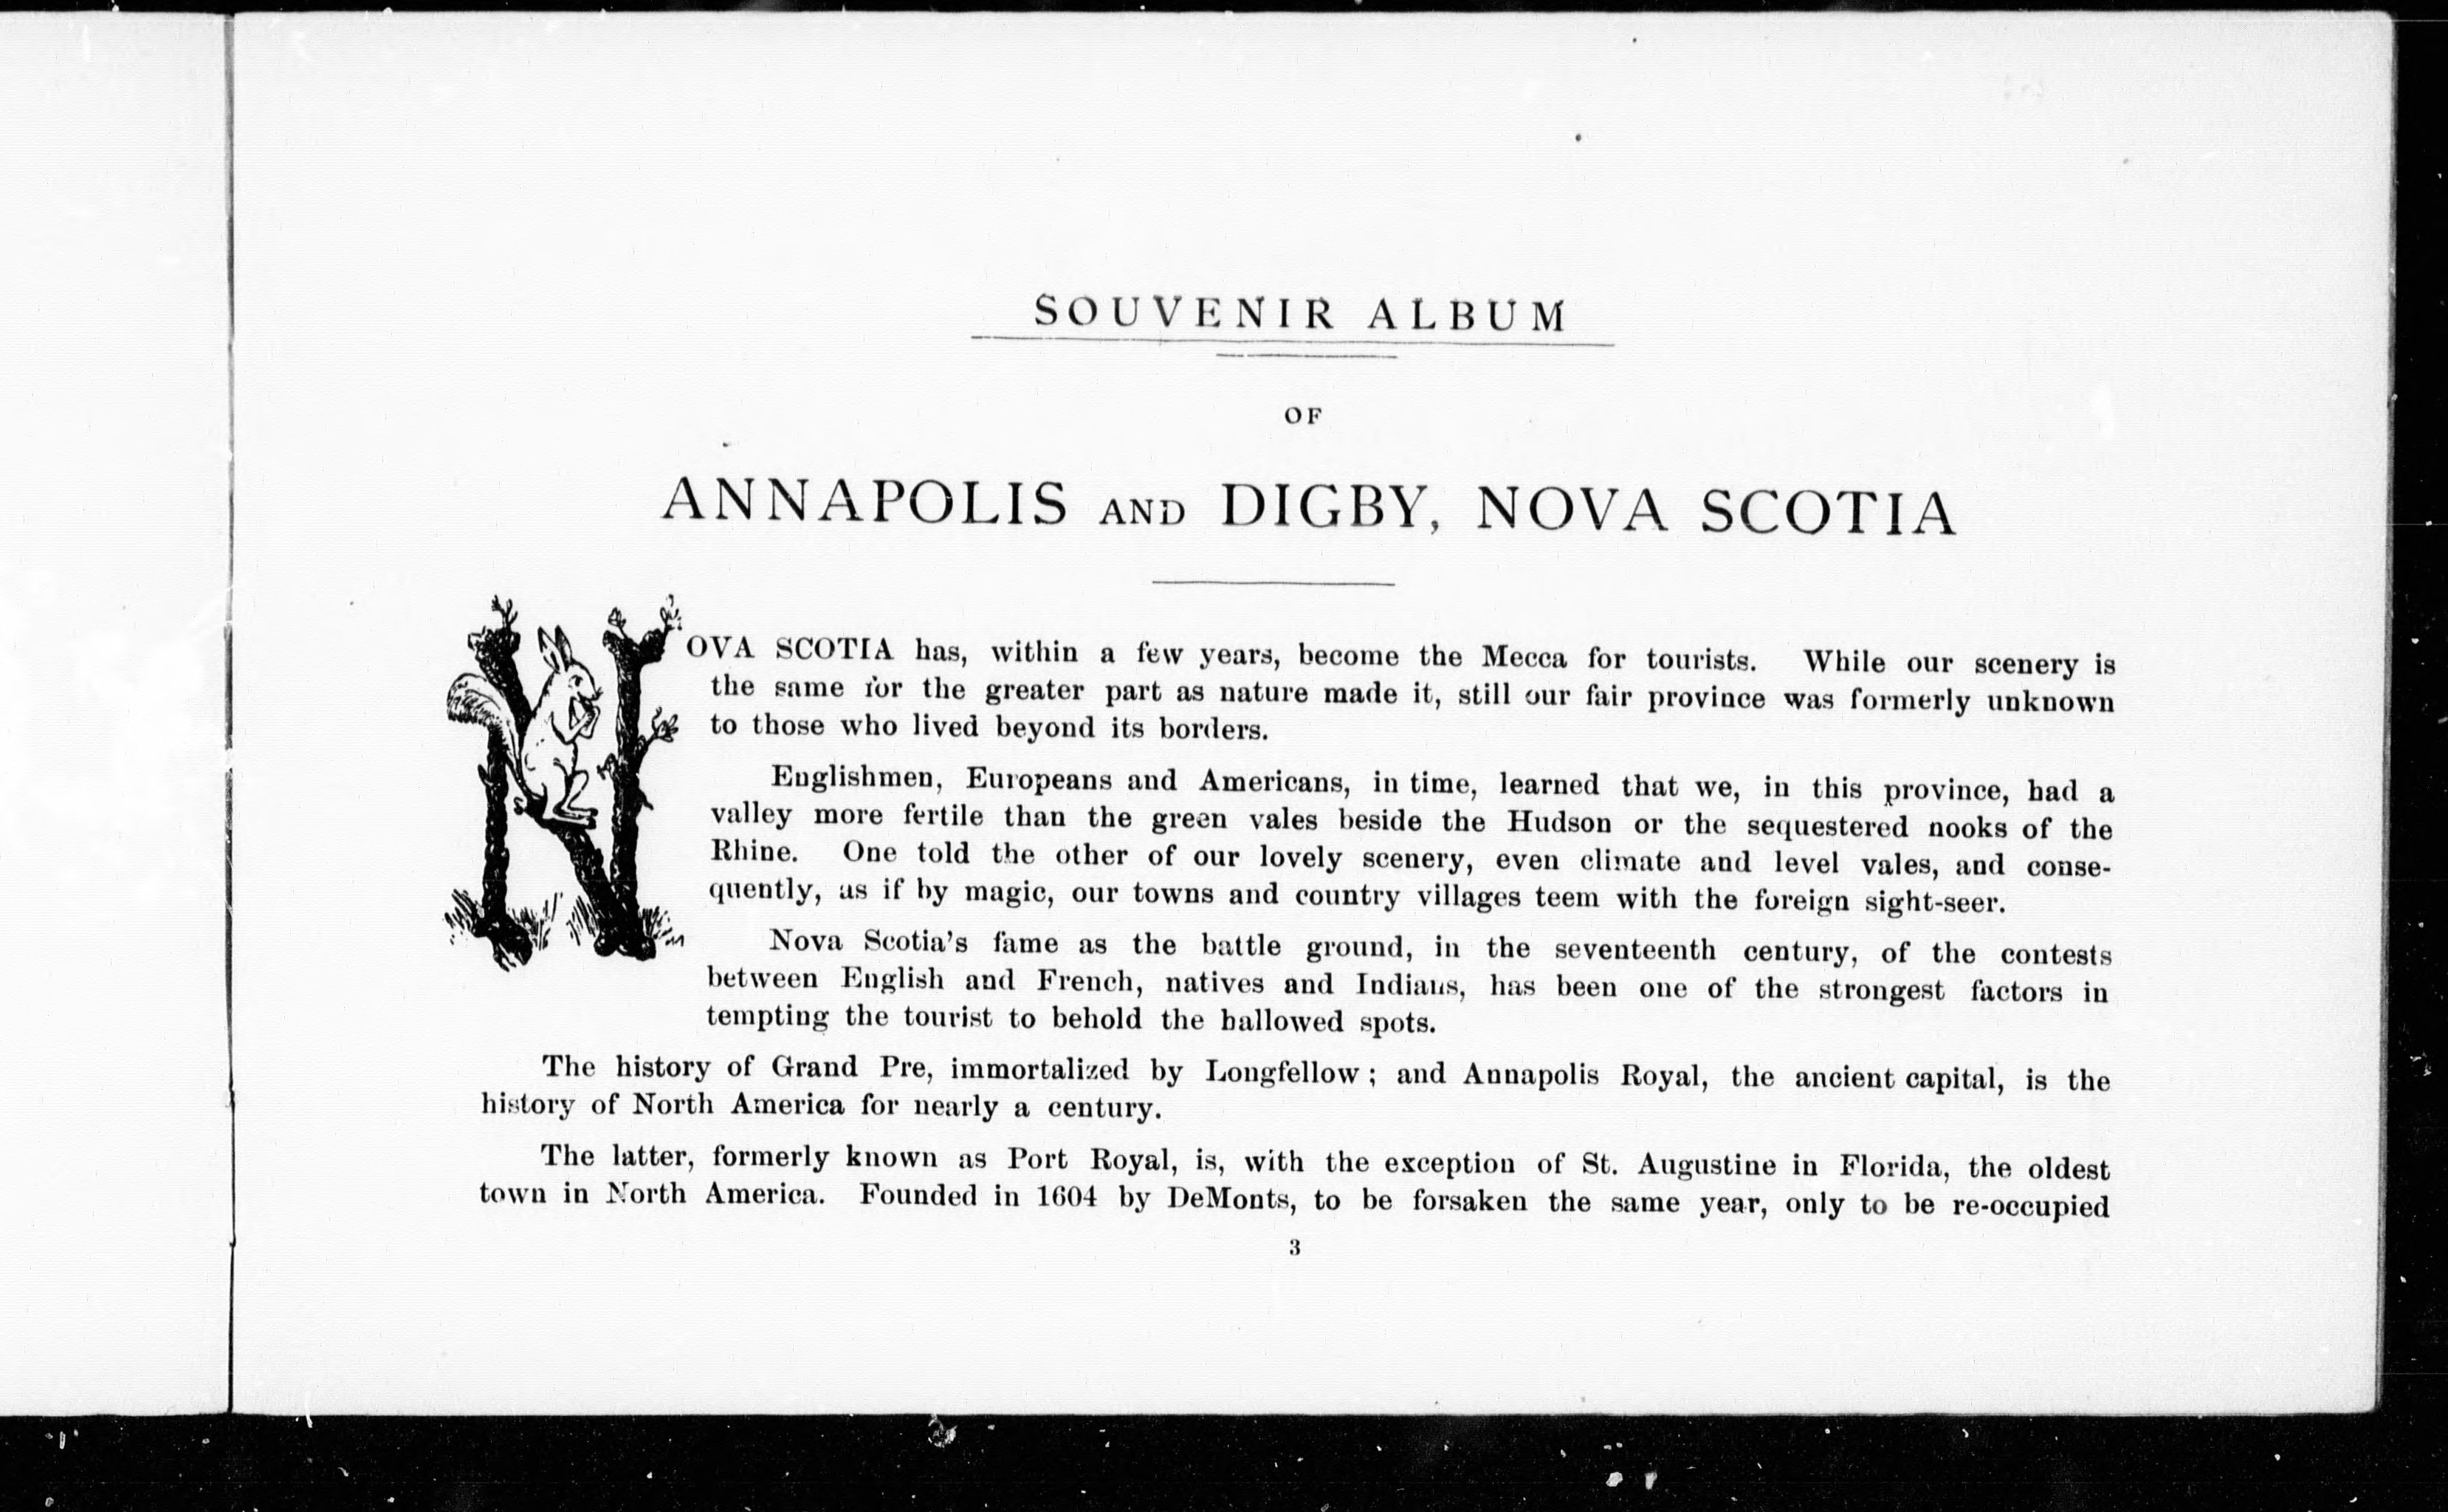 SOUVENIR ALBUM
OF
ANNAPOLIS AND DIGBY, NOVA SCOTIA
NOVA SCOTIA has, within a few years, become the Mecca for tourists. While our scenery is
the same for the greater part as nature made it, still our fair province was formerly unknown
to those who lived beyond its borders.
Englishmen, Europeans and Americans, in time, learned that we, in this province, had a
valley more fertile than the green vales beside the Hudson or the sequestered nooks of the
Rhine. One told the other of our lovely scenery, even climate and level vales, and conse-
quently, as if by magic, our towns and country villages teem with the foreign sight-seer.
Nova Scotia's fame as the battle ground, in the seventeenth century, of the contests
between English and French, natives and Indians, has been one of the strongest factors in
tempting the tourist to behold the hallowed spots.
The history of Grand Pre, immortalized by Longfellow; and Annapolis Royal, the ancient capital, is the
history of North America for nearly a century.
The latter, formerly known as Port Royal, is, with the exception of St. Augustine in Florida, the oldest
town in North America. Founded in 1604 by DeMonts, to be forsaken the same year, only to be re-occupied
3